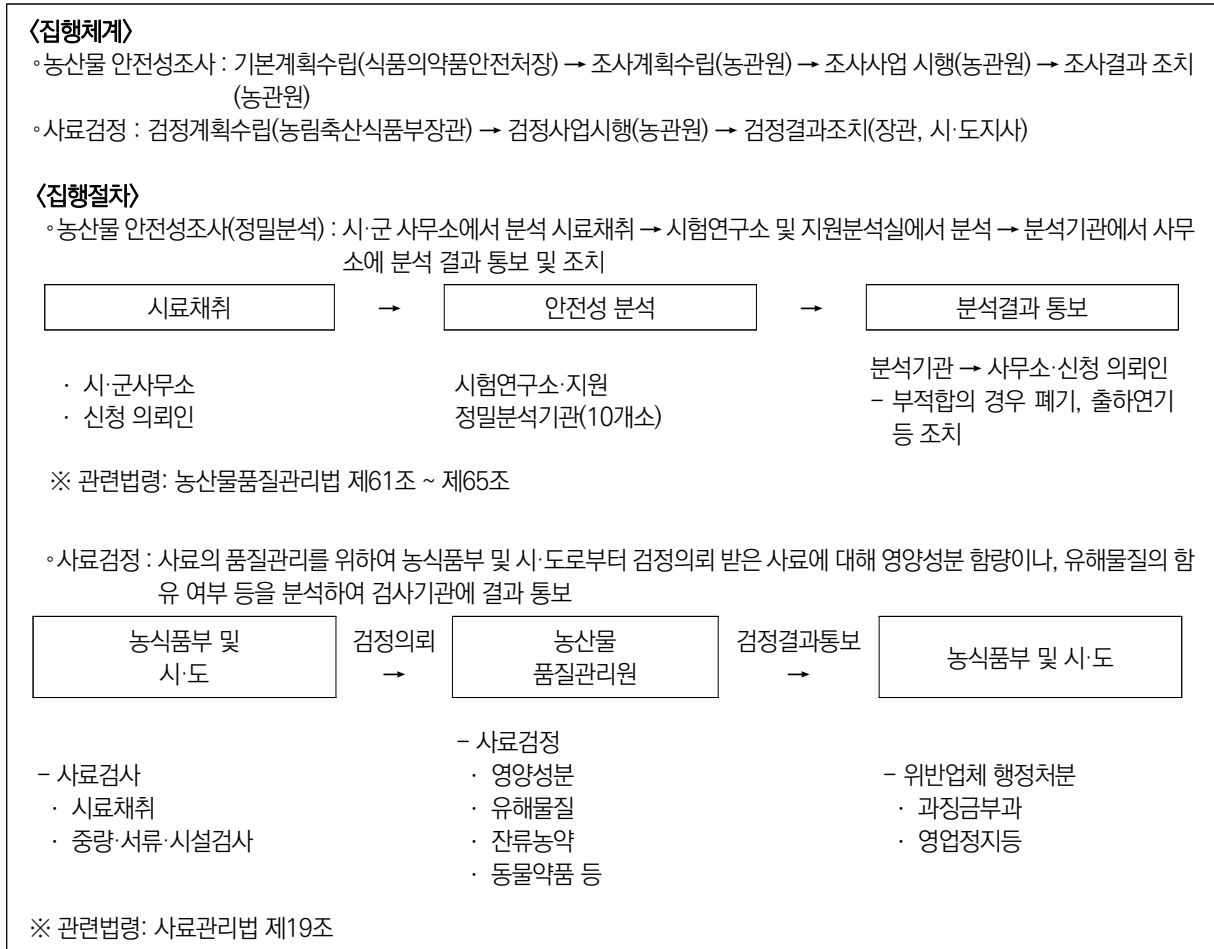 〈집행체계〉
◦농산물 안전성조사 : 기본계획수립(식품의약품안전처장) → 조사계획수립(농관원) → 조사사업 시행(농관원) → 조사결과 조치
(농관원)
◦사료검정 : 검정계획수립(농림축산식품부장관) → 검정사업시행(농관원) → 검정결과조치(장관, 시·도지사)
〈집행절차〉
◦농산물 안전성조사(정밀분석) : 시·군 사무소에서 분석 시료채취 → 시험연구소 및 지원분석실에서 분석 → 분석기관에서 사무
소에 분석 결과 통보 및 조치
시료채취 → 안전성 분석 → 분석결과 통보
· 시·군사무소
· 신청 의뢰인
시험연구소·지원
정밀분석기관(10개소)
분석기관 → 사무소·신청 의뢰인
- 부적합의 경우 폐기, 출하연기
등 조치
※ 관련법령: 농산물품질관리법 제61조 ~ 제65조
◦사료검정 : 사료의 품질관리를 위하여 농식품부 및 시·도로부터 검정의뢰 받은 사료에 대해 영양성분 함량이나, 유해물질의 함
유 여부 등을 분석하여 검사기관에 결과 통보
농식품부 및
시·도
검정의뢰
→
농산물
품질관리원
검정결과통보
→
농식품부 및 시·도
- 사료검사
· 시료채취
· 중량·서류·시설검사
- 사료검정
· 영양성분
· 유해물질
· 잔류농약
· 동물약품 등
- 위반업체 행정처분
· 과징금부과
· 영업정지등
※ 관련법령: 사료관리법 제19조